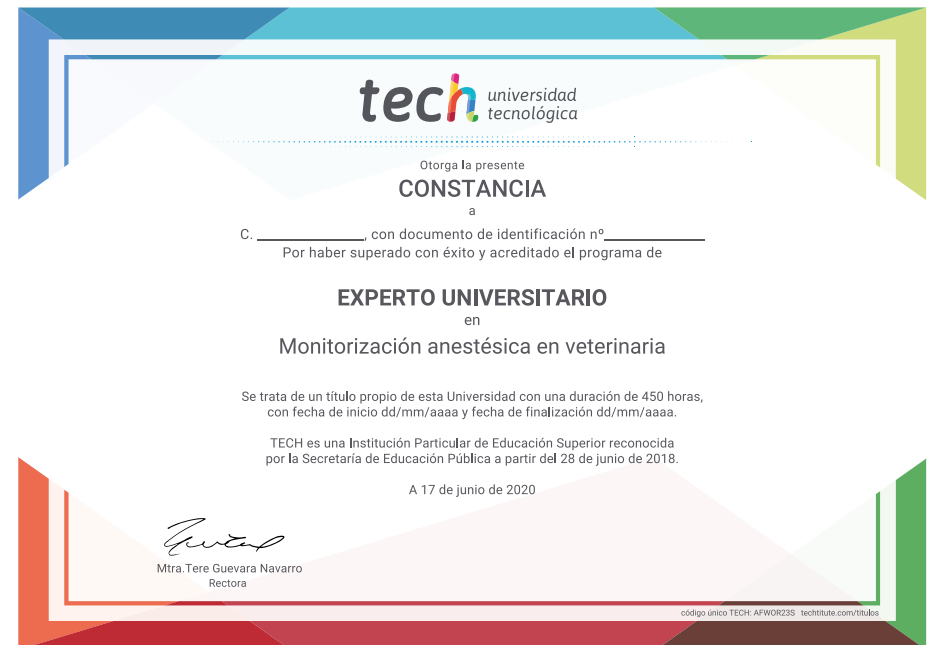 tech universidad
tecnológica
Otorga la presente
CONSTANCIA
a
C. ______________, con documento de identificación nº_____________
Por haber superado con éxito y acreditado el programa de
EXPERTO UNIVERSITARIO
en
Monitorización anestésica en veterinaria
Se trata de un título propio de esta Universidad con una duración de 450 horas,
con fecha de inicio dd/mm/aaaa y fecha de finalización dd/mm/aaaa.
TECH es una Institución Particular de Educación Superior reconocida
por la Secretaría de Educación Pública a partir del 28 de junio de 2018.
A 17 de junio de 2020
Mtra.Tere Guevara Navarro
Rectora
código único TECH: AFWOR23S techtitute.com/titulos